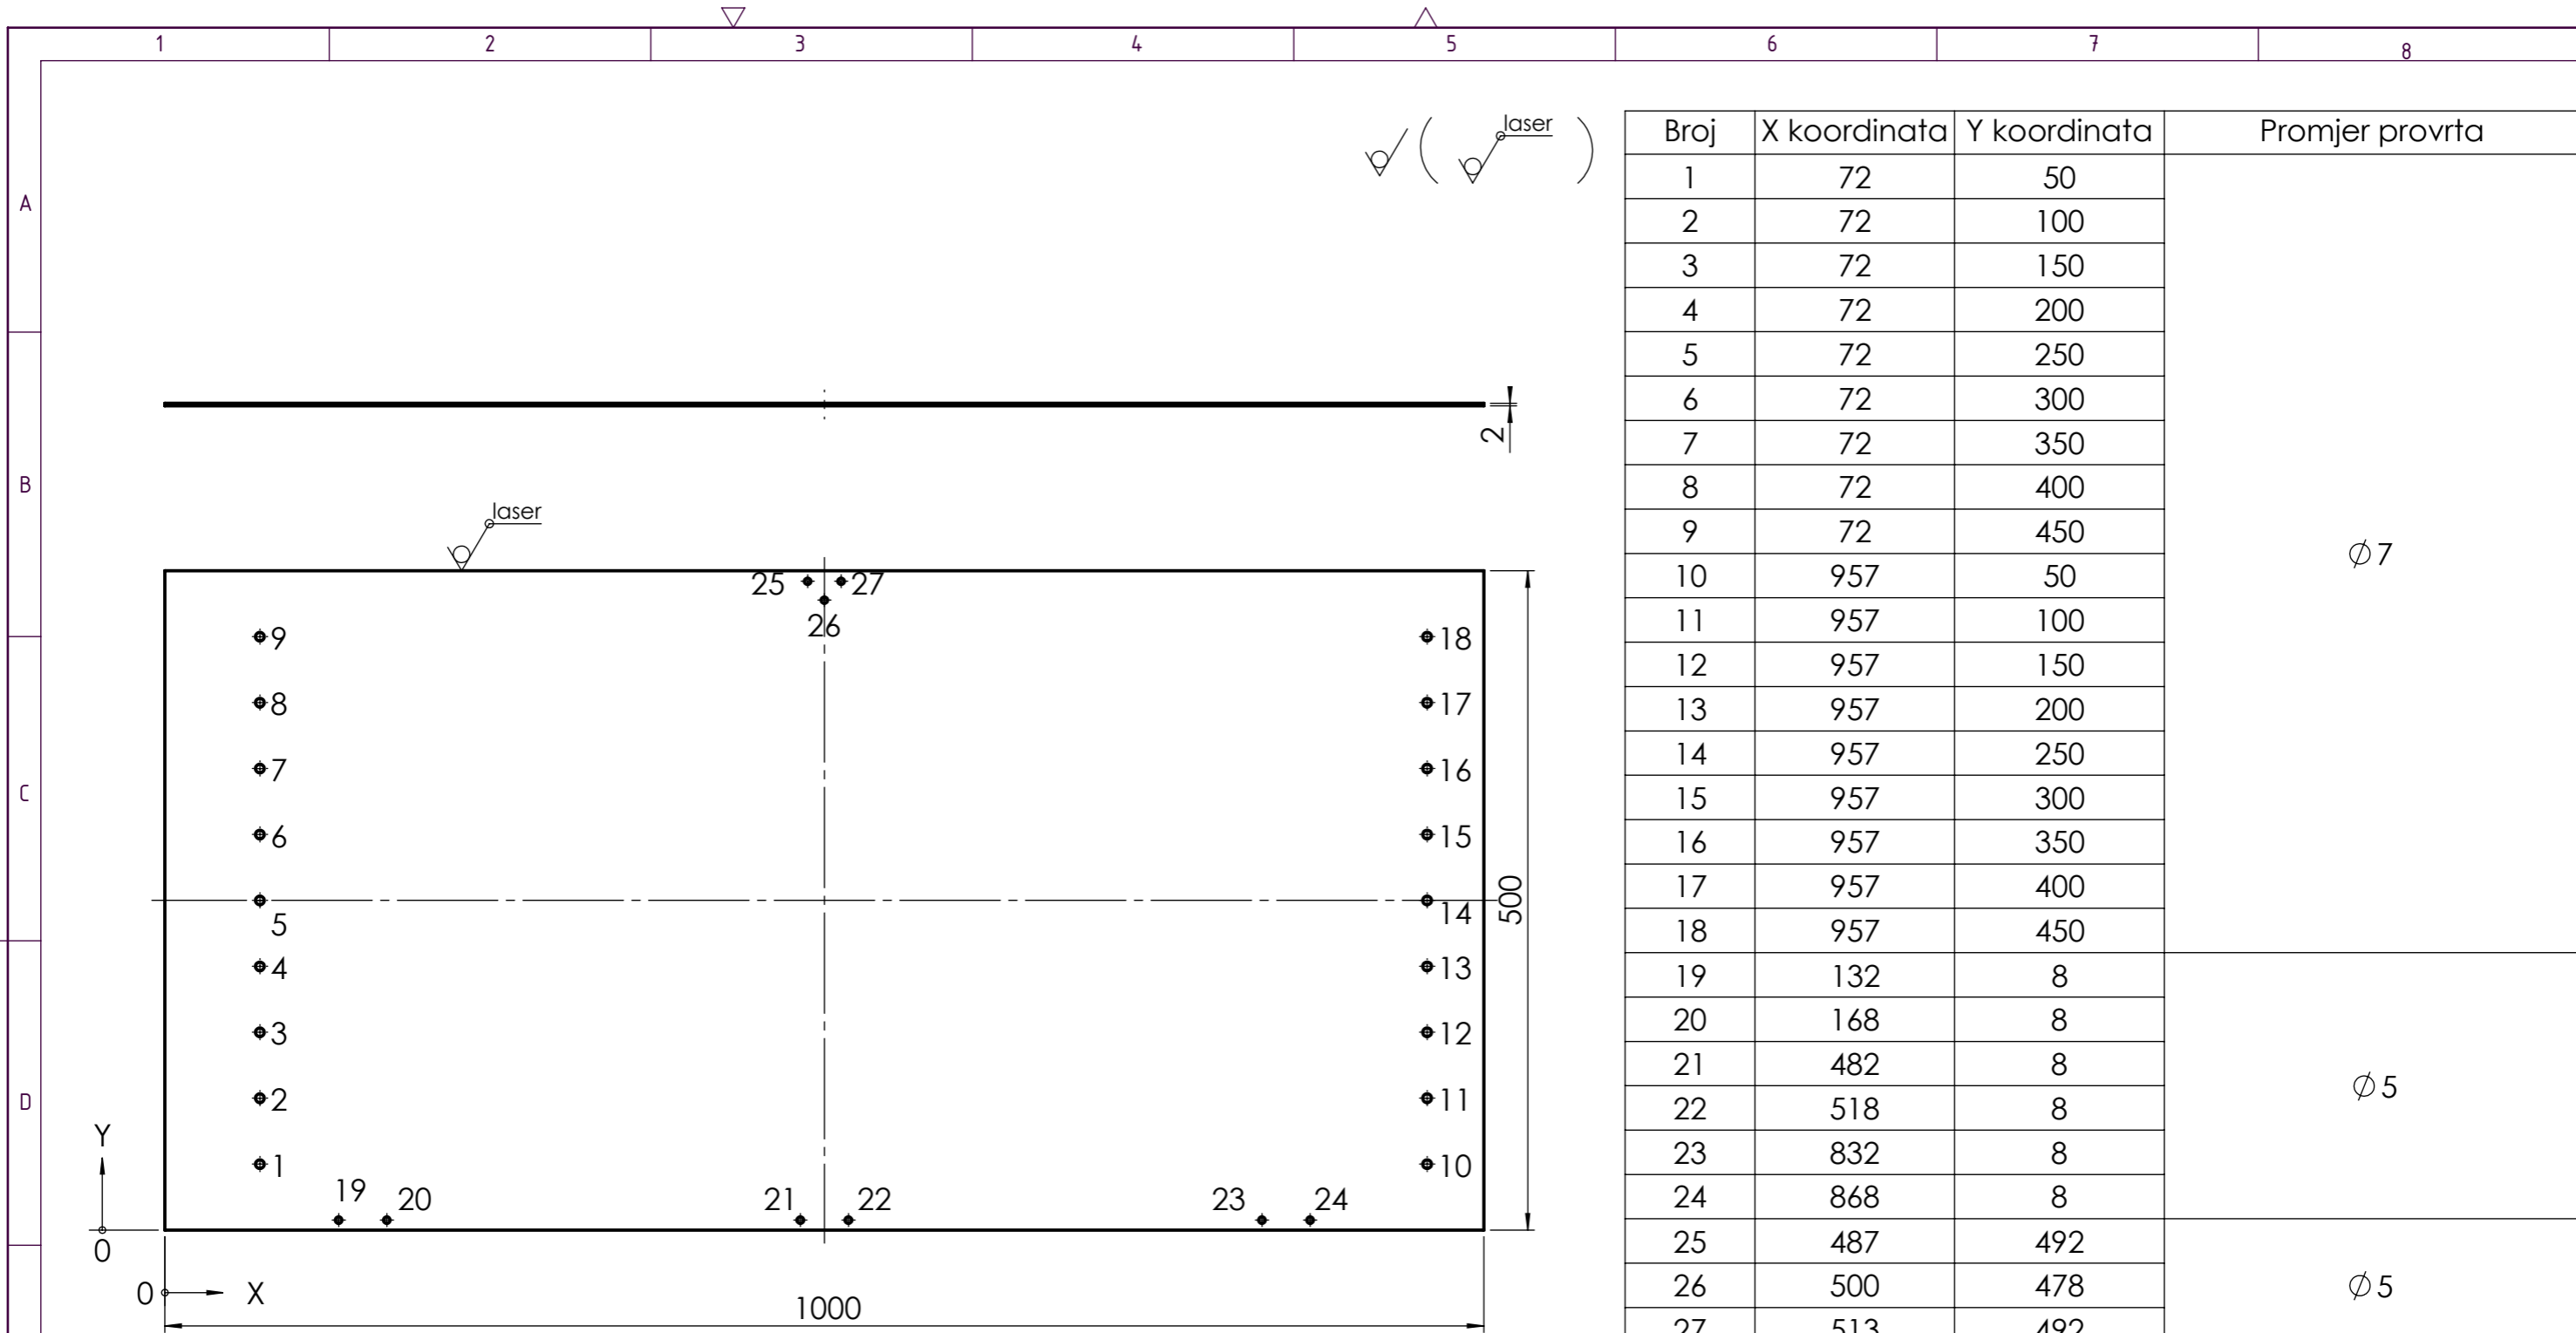 1 2 3 4 5 6 7 8
A
B
C
D
laser
2
laser
25 27
26
9 18
8 17
7 16
6 15
5 14
4 13
3 12
2 11
1 10
19 20 21 22 23 24
500
Y
0
0 X
1000
Broj X koordinata Y koordinata Promjer provrta
1 72 50
2 72 100
3 72 150
4 72 200
5 72 250
6 72 300
7 72 350
8 72 400
9 72 450
∅7
10 957 50
11 957 100
12 957 150
13 957 200
14 957 250
15 957 300
16 957 350
17 957 400
18 957 450
19 132 8
20 168 8
21 482 8
∅5
22 518 8
23 832 8
24 868 8
25 487 492
26 500 478 ∅5
27 513 492